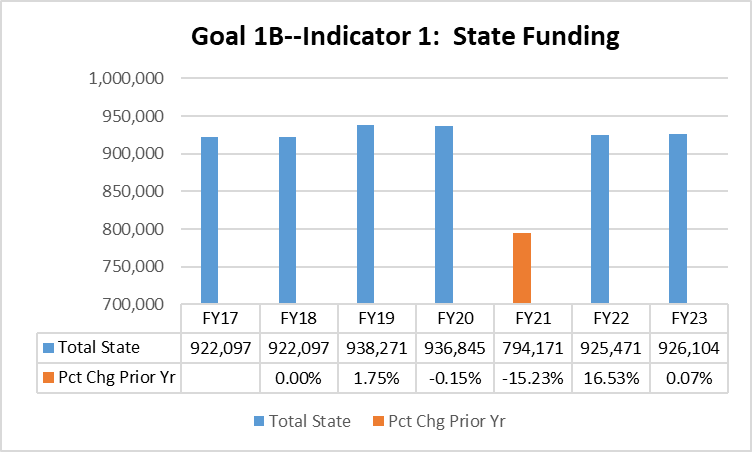 Goal 1B--Indicator 1:  State Funding
1,000,000
950,000
900,000
850,000
800,000
750,000
700,000
FY17 FY18 FY19 FY20 FY21 FY22 FY23
Total State 922,097 922,097 938,271 936,845 794,171 925,471 926,104
Pct Chg Prior Yr 0.00% 1.75% -0.15% -15.23% 16.53% 0.07%
Total State Pct Chg Prior Yr